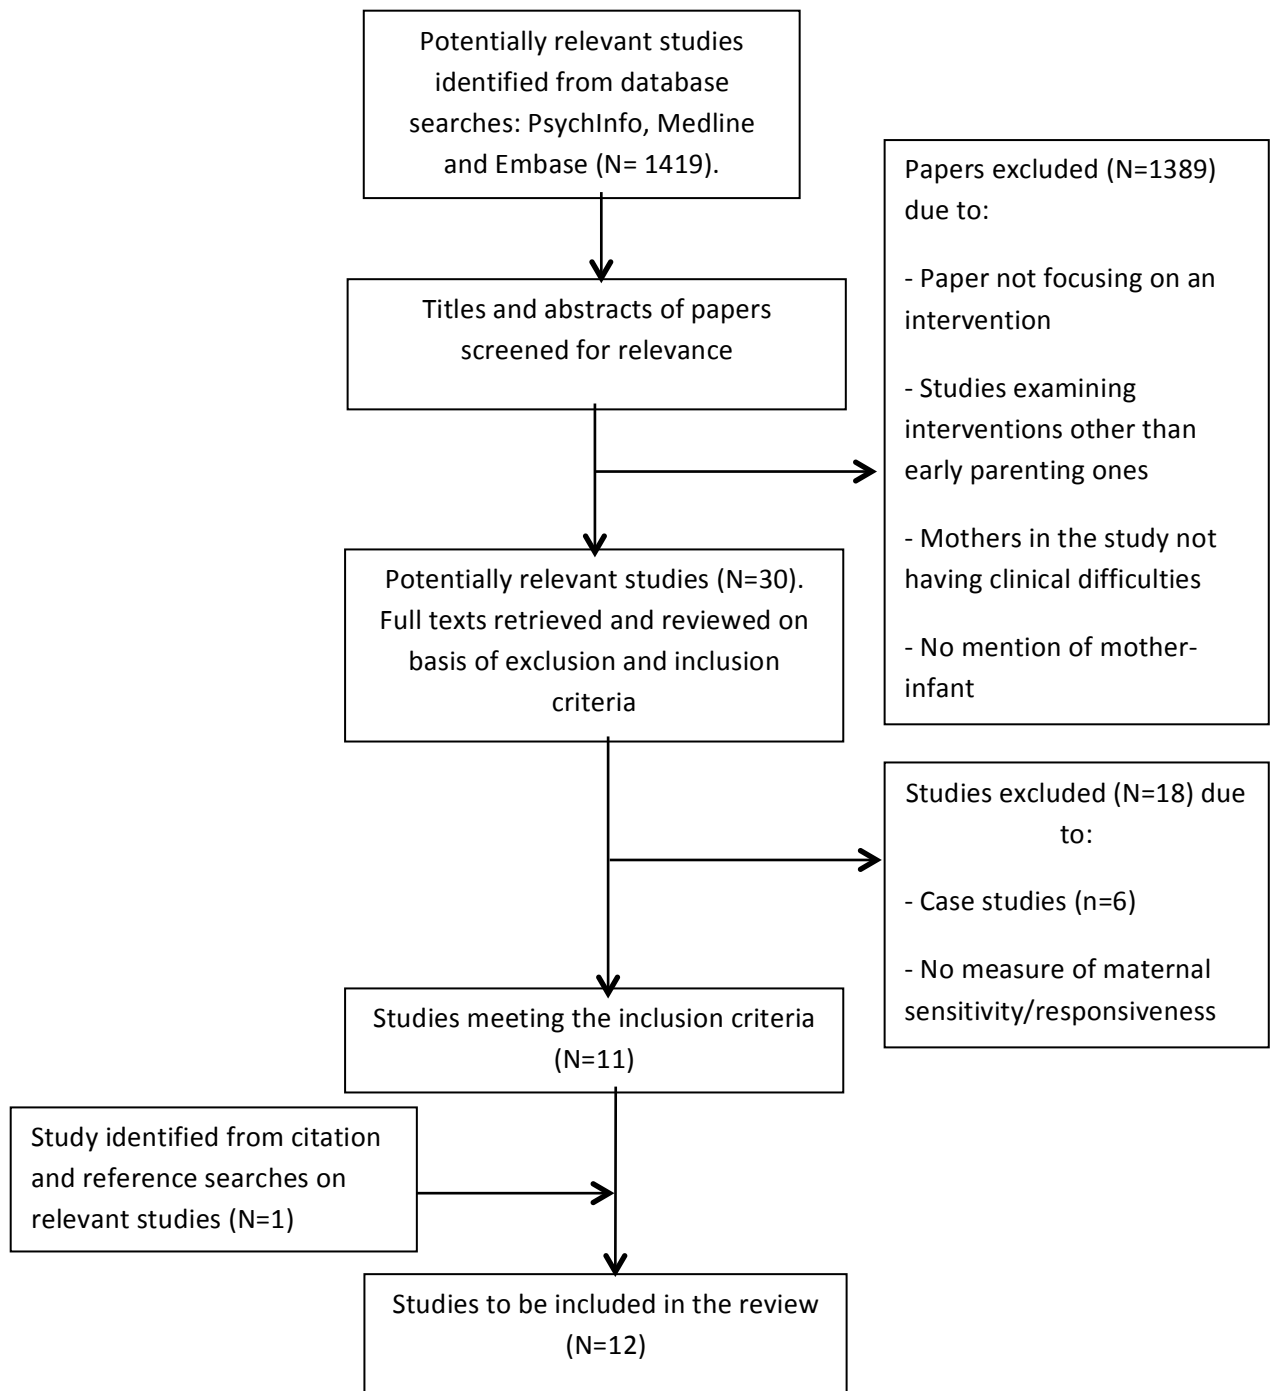 Potentially relevant studies
identified from database
searches: PsychInfo, Medline
and Embase (N= 1419).
Papers excluded (N=1389)
due to:
- Paper not focusing on an
intervention
- Studies examining
interventions other than
early parenting ones
- Mothers in the study not
having clinical difficulties
- No mention of mother-
infant
Titles and abstracts of papers
screened for relevance
Potentially relevant studies (N=30).
Full texts retrieved and reviewed on
basis of exclusion and inclusion
criteria
Studies excluded (N=18) due
to:
- Case studies (n=6)
- No measure of maternal
sensitivity/responsiveness
Studies meeting the inclusion criteria
(N=11)
Study identified from citation
and reference searches on
relevant studies (N=1)
Studies to be included in the review
(N=12)